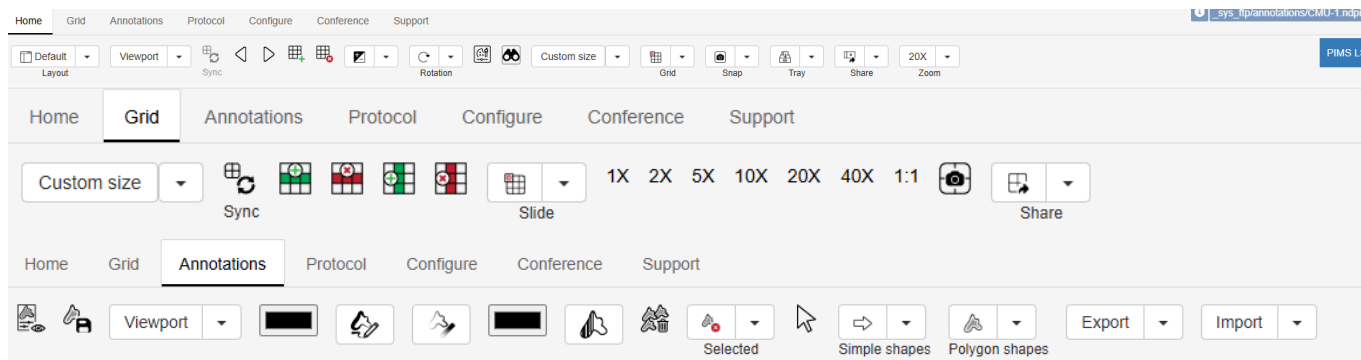 Home Grid Annotations Protocol Configure Conference Support
_sys_ftp/annotations/CMU-1.ndpi
Default Viewport Custom size 20X
Layout Sync Rotation Grid Snap Tray Share Zoom
PIMS
Home Grid Annotations Protocol Configure Conference Support
Custom size 1X 2X 5X 10X 20X 40X 1:1
Sync Slide Share
Home Grid Annotations Protocol Configure Conference Support
Viewport Export Import
Selected Simple shapes Polygon shapes